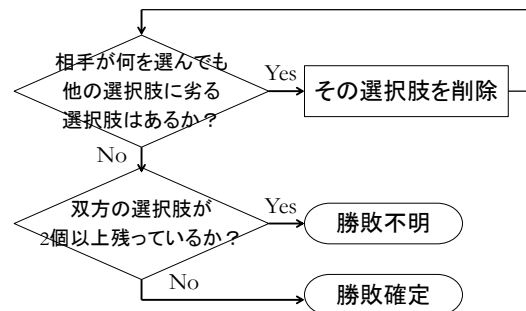 相手が何を選んでも
他の選択肢に劣る
選択肢はあるか？
Yes
その選択肢を削除
No
双方の選択肢が
2個以上残っているか？
Yes
勝敗不明
No
勝敗確定